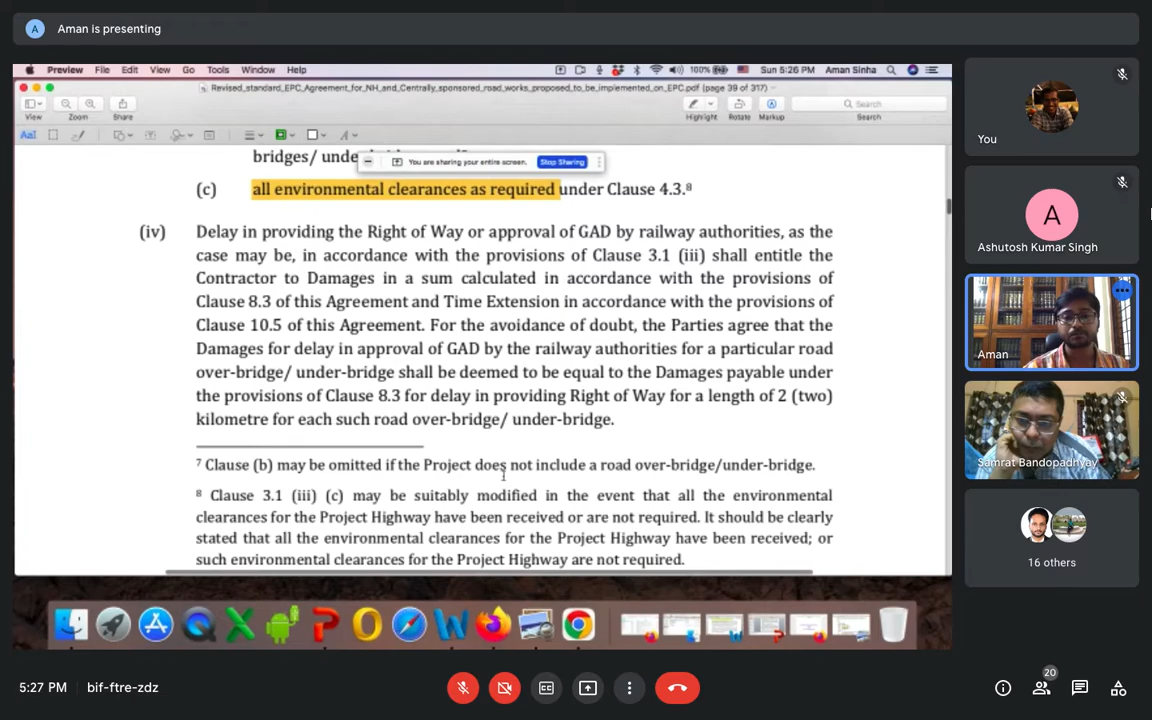 A Aman is presenting
Preview File Edit View Go Tools Window Help 100% Sun 5:26 PM Aman Sinha
Revised_standard_EPC_Agreement_for_NH_and_Centrally_sponsored_road_works_proposed_to_be_implemented_on_EPC.pdf (page 39 of 317)
Search
View Zoom Share Highlight Rotate Markup Search
AaI
bridges/ unde
You are sharing your entire screen. Stop Sharing
(c) all environmental clearances as required under Clause 4.3.⁸
(iv) Delay in providing the Right of Way or approval of GAD by railway authorities, as the
case may be, in accordance with the provisions of Clause 3.1 (iii) shall entitle the
Contractor to Damages in a sum calculated in accordance with the provisions of
Clause 8.3 of this Agreement and Time Extension in accordance with the provisions of
Clause 10.5 of this Agreement. For the avoidance of doubt, the Parties agree that the
Damages for delay in approval of GAD by the railway authorities for a particular road
over-bridge/ under-bridge shall be deemed to be equal to the Damages payable under
the provisions of Clause 8.3 for delay in providing Right of Way for a length of 2 (two)
kilometre for each such road over-bridge/ under-bridge.
⁷ Clause (b) may be omitted if the Project does not include a road over-bridge/under-bridge.
⁸ Clause 3.1 (iii) (c) may be suitably modified in the event that all the environmental
clearances for the Project Highway have been received or are not required. It should be clearly
stated that all the environmental clearances for the Project Highway have been received; or
such environmental clearances for the Project Highway are not required.
You
A
Ashutosh Kumar Singh
Aman
Samrat Bandopadhyay
16 others
5:27 PM bif-ftre-zdz
20